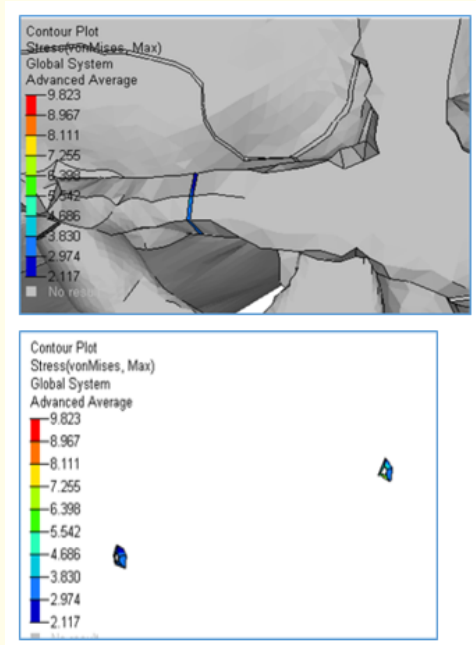 Contour Plot
Stress(vonMises, Max)
Global System
Advanced Average
9.823
8.967
8.111
7.255
6.398
5.542
4.686
3.830
2.974
2.117
No result
Contour Plot
Stress(vonMises, Max)
Global System
Advanced Average
9.823
8.967
8.111
7.255
6.398
5.542
4.686
3.830
2.974
2.117
No result